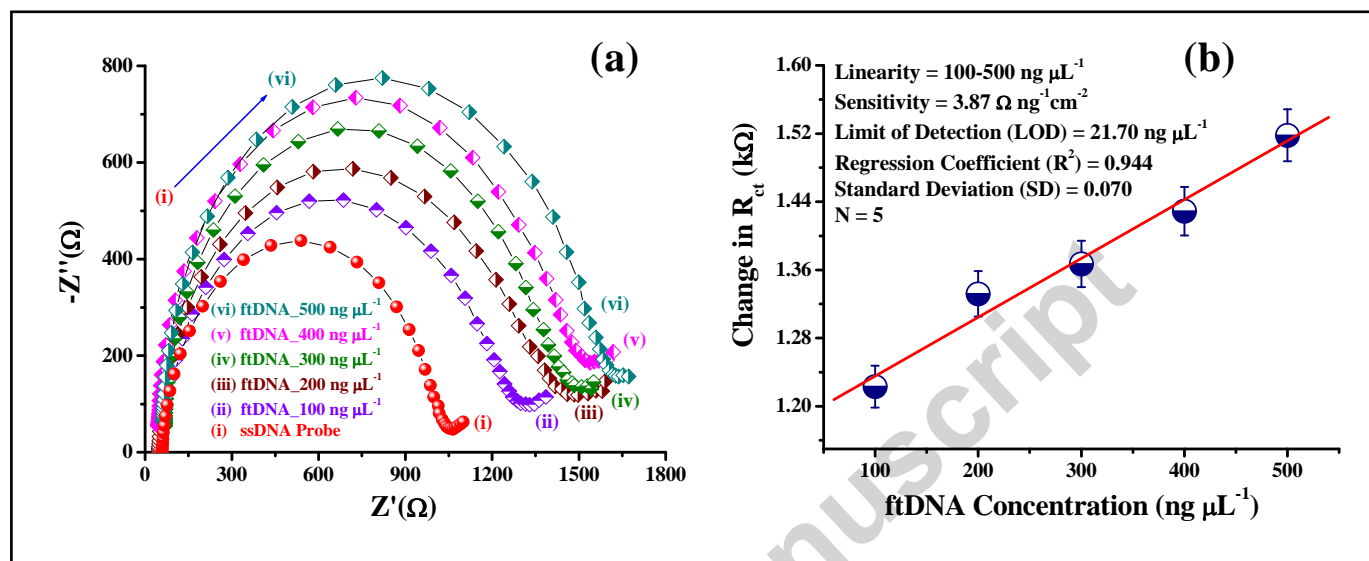 (a)
800
600
400
200
0
-Z''(Ω)
(vi)
(i)
(vi) ftDNA_500 ng µL⁻¹
(v) ftDNA_400 ng µL⁻¹
(iv) ftDNA_300 ng µL⁻¹
(iii) ftDNA_200 ng µL⁻¹
(ii) ftDNA_100 ng µL⁻¹
(i) ssDNA Probe
(vi)
(v)
(iv)
(iii)
(ii)
(i)
0 300 600 900 1200 1500 1800
Z'(Ω)
(b)
Linearity = 100-500 ng µL⁻¹
Sensitivity = 3.87 Ω ng⁻¹cm⁻²
Limit of Detection (LOD) = 21.70 ng µL⁻¹
Regression Coefficient (R²) = 0.944
Standard Deviation (SD) = 0.070
N = 5
1.60
1.52
1.44
1.36
1.28
1.20
Change in Rct (kΩ)
100 200 300 400 500
ftDNA Concentration (ng µL⁻¹)
nuscript